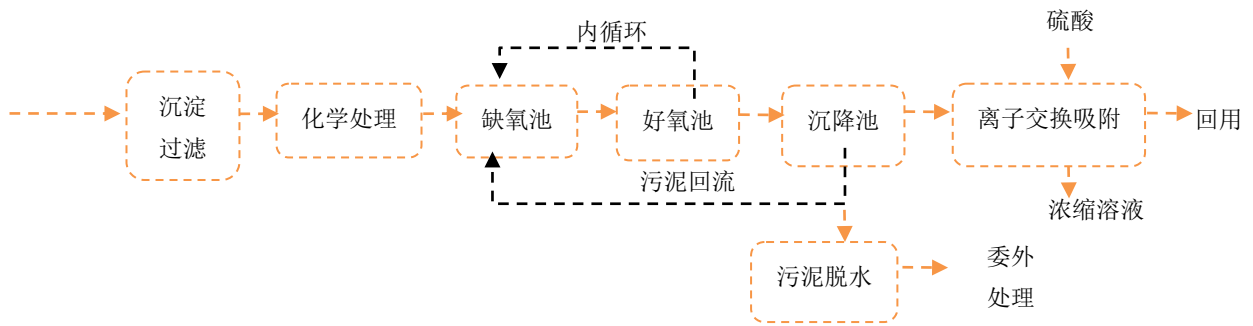 内循环
硫酸
沉淀
过滤
化学处理
缺氧池
好氧池
沉降池
离子交换吸附
回用
污泥回流
浓缩溶液
污泥脱水
委外
处理